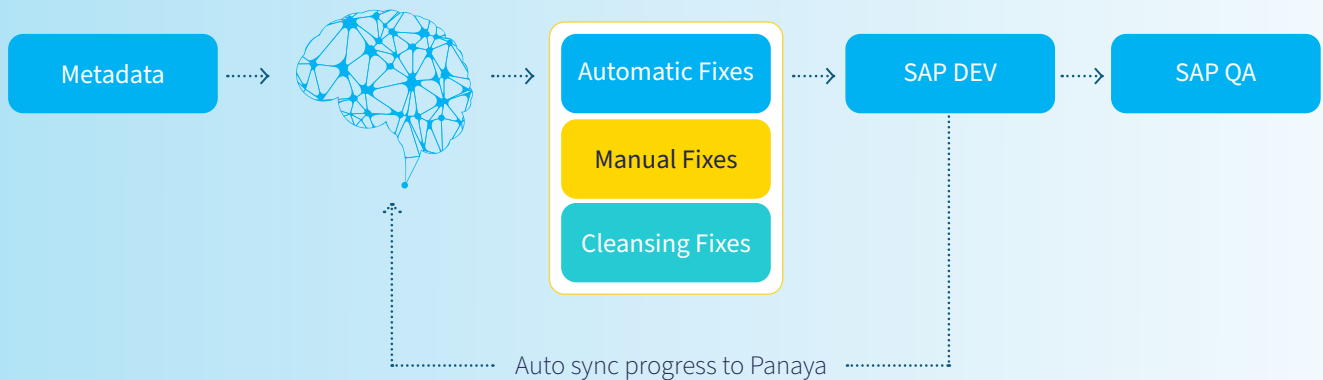 Metadata
Automatic Fixes
Manual Fixes
Cleansing Fixes
SAP DEV
SAP QA
Auto sync progress to Panaya